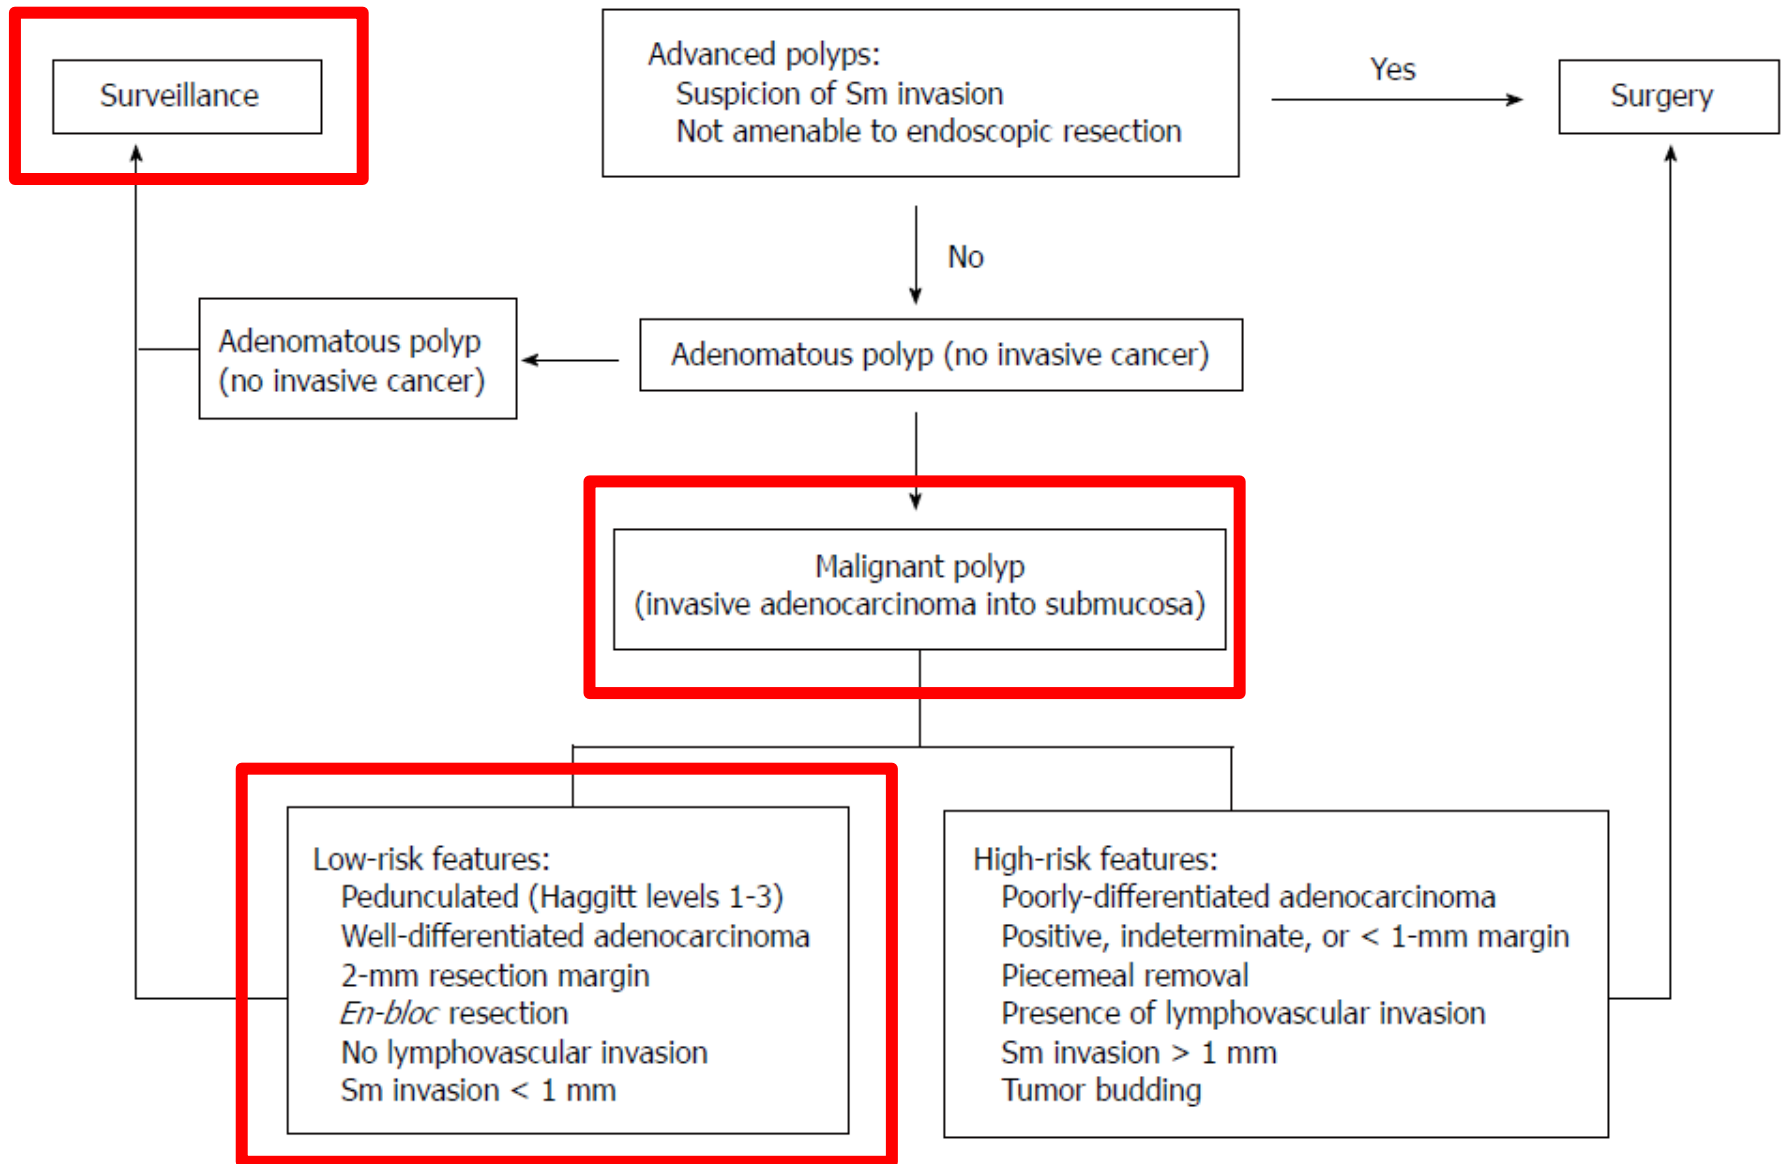 Surveillance
Advanced polyps:
Suspicion of Sm invasion
Not amenable to endoscopic resection
Yes
Surgery
No
Adenomatous polyp
(no invasive cancer)
Adenomatous polyp (no invasive cancer)
Malignant polyp
(invasive adenocarcinoma into submucosa)
Low-risk features:
Pedunculated (Haggitt levels 1-3)
Well-differentiated adenocarcinoma
2-mm resection margin
En-bloc resection
No lymphovascular invasion
Sm invasion < 1 mm
High-risk features:
Poorly-differentiated adenocarcinoma
Positive, indeterminate, or < 1-mm margin
Piecemeal removal
Presence of lymphovascular invasion
Sm invasion > 1 mm
Tumor budding